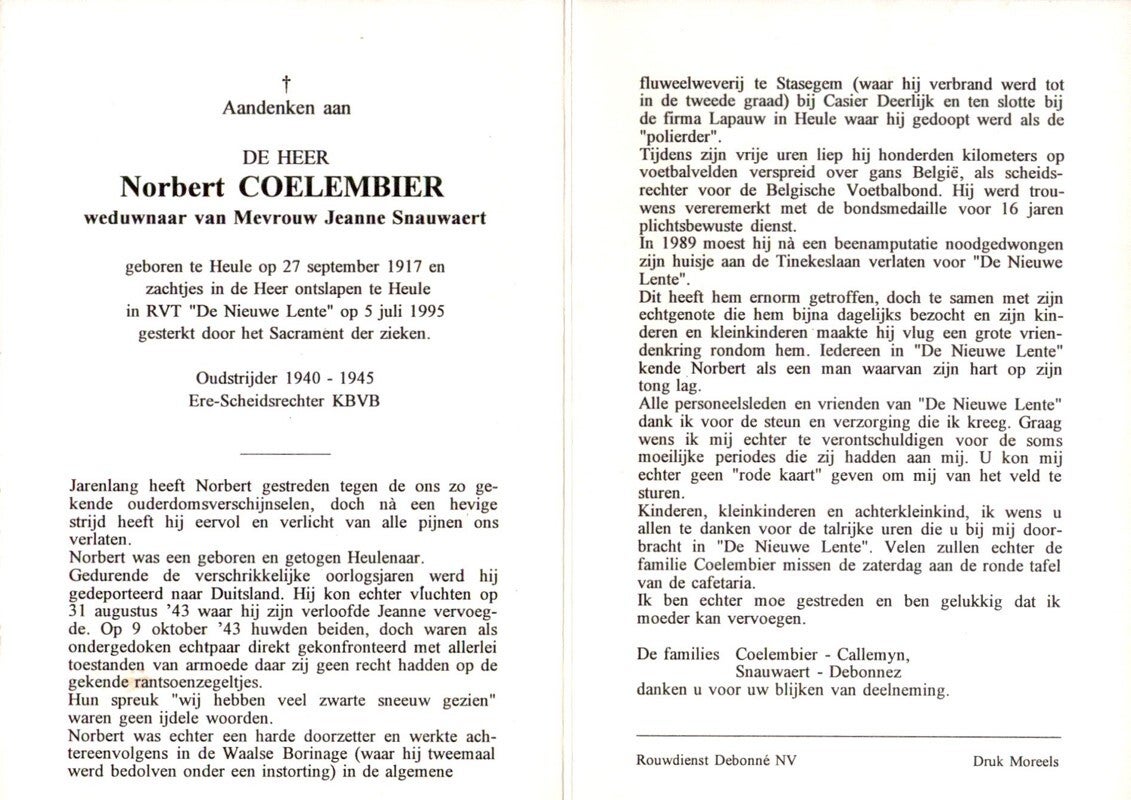 †
Aandenken aan
DE HEER
Norbert COELEMBIER
weduwnaar van Mevrouw Jeanne Snauwaert
geboren te Heule op 27 september 1917 en
zachtjes in de Heer ontslapen te Heule
in RVT "De Nieuwe Lente" op 5 juli 1995
gesterkt door het Sacrament der zieken.
Oudstrijder 1940 - 1945
Ere-Scheidsrechter KBVB
Jarenlang heeft Norbert gestreden tegen de ons zo ge-
kende ouderdomsverschijnselen, doch nà een hevige
strijd heeft hij eervol en verlicht van alle pijnen ons
verlaten.
Norbert was een geboren en getogen Heulenaar.
Gedurende de verschrikkelijke oorlogsjaren werd hij
gedeporteerd naar Duitsland. Hij kon echter vluchten op
31 augustus '43 waar hij zijn verloofde Jeanne vervoeg-
de. Op 9 oktober '43 huwden beiden, doch waren als
ondergedoken echtpaar direkt gekonfronteerd met allerlei
toestanden van armoede daar zij geen recht hadden op de
gekende rantsoenzegeltjes.
Hun spreuk "wij hebben veel zwarte sneeuw gezien"
waren geen ijdele woorden.
Norbert was echter een harde doorzetter en werkte ach-
tereenvolgens in de Waalse Borinage (waar hij tweemaal
werd bedolven onder een instorting) in de algemene
fluweelweverij te Stasegem (waar hij verbrand werd tot
in de tweede graad) bij Casier Deerlijk en ten slotte bij
de firma Lapauw in Heule waar hij gedoopt werd als de
"polierder".
Tijdens zijn vrije uren liep hij honderden kilometers op
voetbalvelden verspreid over gans België, als scheids-
rechter voor de Belgische Voetbalbond. Hij werd trou-
wens vereremerkt met de bondsmedaille voor 16 jaren
plichtsbewuste dienst.
In 1989 moest hij nà een beenamputatie noodgedwongen
zijn huisje aan de Tinekeslaan verlaten voor "De Nieuwe
Lente".
Dit heeft hem ernorm getroffen, doch te samen met zijn
echtgenote die hem bijna dagelijks bezocht en zijn kin-
deren en kleinkinderen maakte hij vlug een grote vrien-
denkring rondom hem. Iedereen in "De Nieuwe Lente"
kende Norbert als een man waarvan zijn hart op zijn
tong lag.
Alle personeelsleden en vrienden van "De Nieuwe Lente"
dank ik voor de steun en verzorging die ik kreeg. Graag
wens ik mij echter te verontschuldigen voor de soms
moeilijke periodes die zij hadden aan mij. U kon mij
echter geen "rode kaart" geven om mij van het veld te
sturen.
Kinderen, kleinkinderen en achterkleinkind, ik wens u
allen te danken voor de talrijke uren die u bij mij door-
bracht in "De Nieuwe Lente". Velen zullen echter de
familie Coelembier missen de zaterdag aan de ronde tafel
van de cafetaria.
Ik ben echter moe gestreden en ben gelukkig dat ik
moeder kan vervoegen.
De families Coelembier - Callemyn,
Snauwaert - Debonnez
danken u voor uw blijken van deelneming.
Rouwdienst Debonné NV Druk Moreels